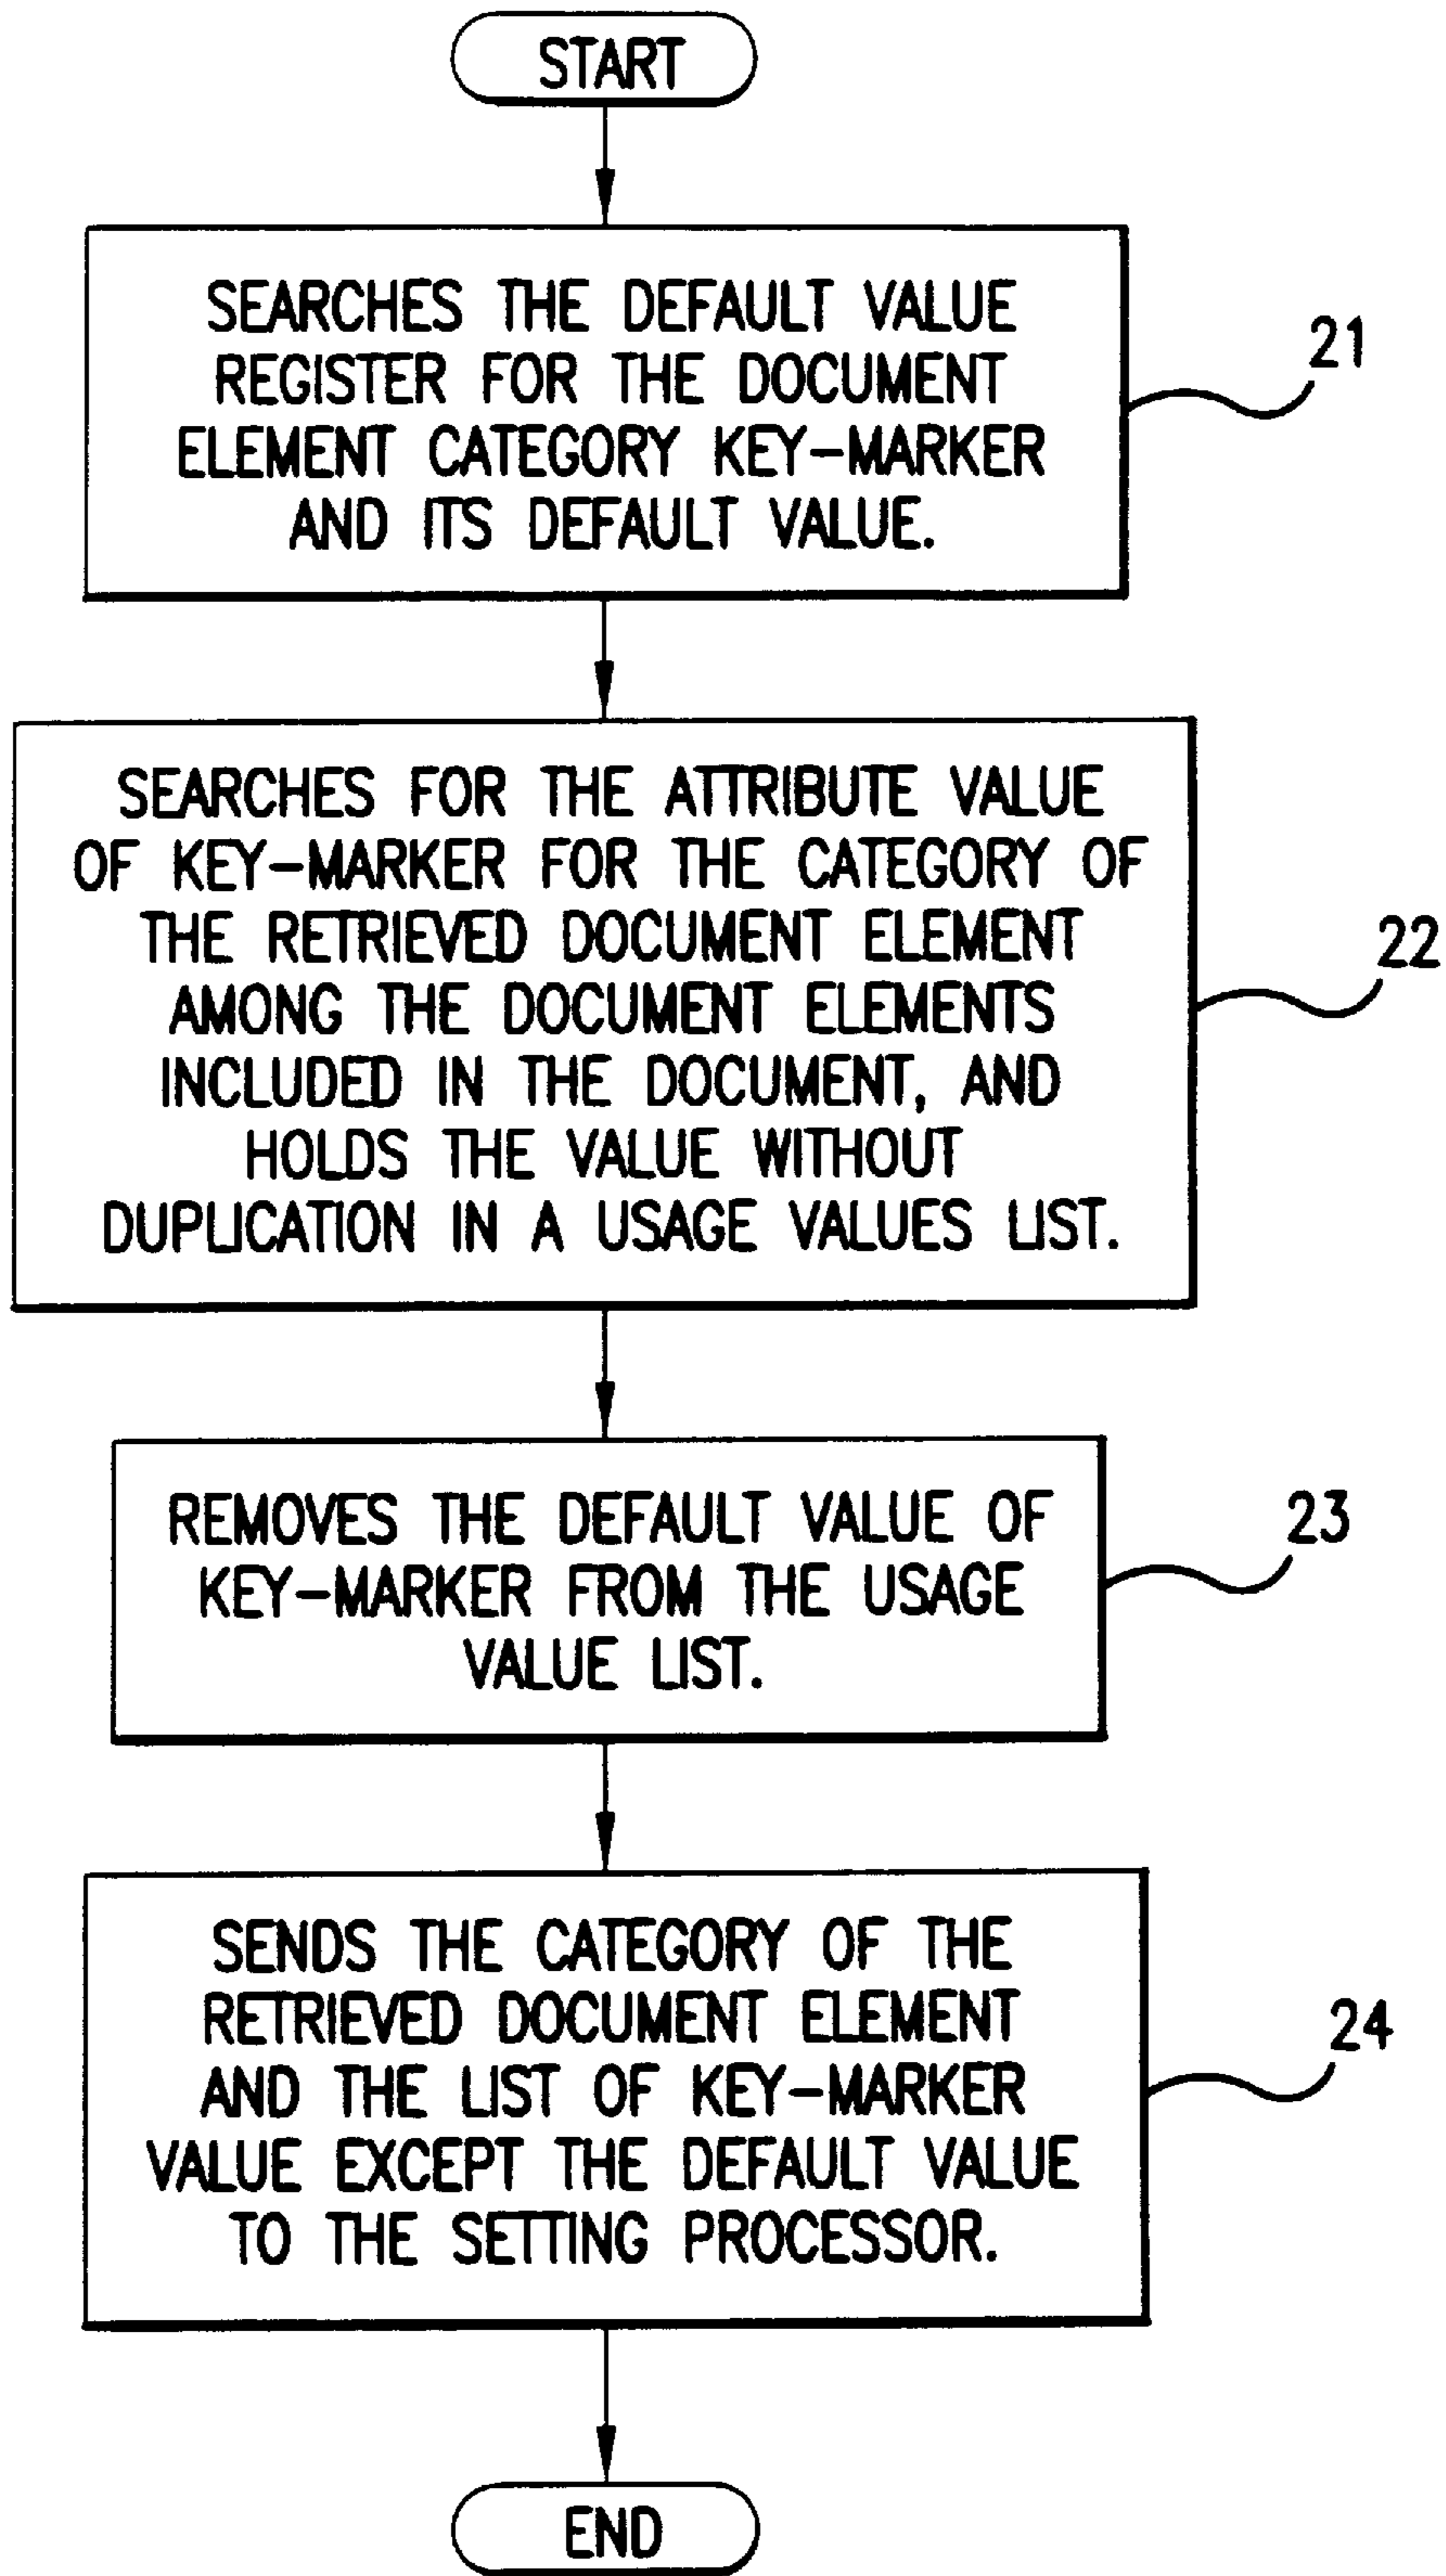 START
SEARCHES THE DEFAULT VALUE
REGISTER FOR THE DOCUMENT
ELEMENT CATEGORY KEY-MARKER
AND ITS DEFAULT VALUE.
21
SEARCHES FOR THE ATTRIBUTE VALUE
OF KEY-MARKER FOR THE CATEGORY OF
THE RETRIEVED DOCUMENT ELEMENT
AMONG THE DOCUMENT ELEMENTS
INCLUDED IN THE DOCUMENT, AND
HOLDS THE VALUE WITHOUT
DUPLICATION IN A USAGE VALUES LIST.
22
REMOVES THE DEFAULT VALUE OF
KEY-MARKER FROM THE USAGE
VALUE LIST.
23
SENDS THE CATEGORY OF THE
RETRIEVED DOCUMENT ELEMENT
AND THE LIST OF KEY-MARKER
VALUE EXCEPT THE DEFAULT VALUE
TO THE SETTING PROCESSOR.
24
END